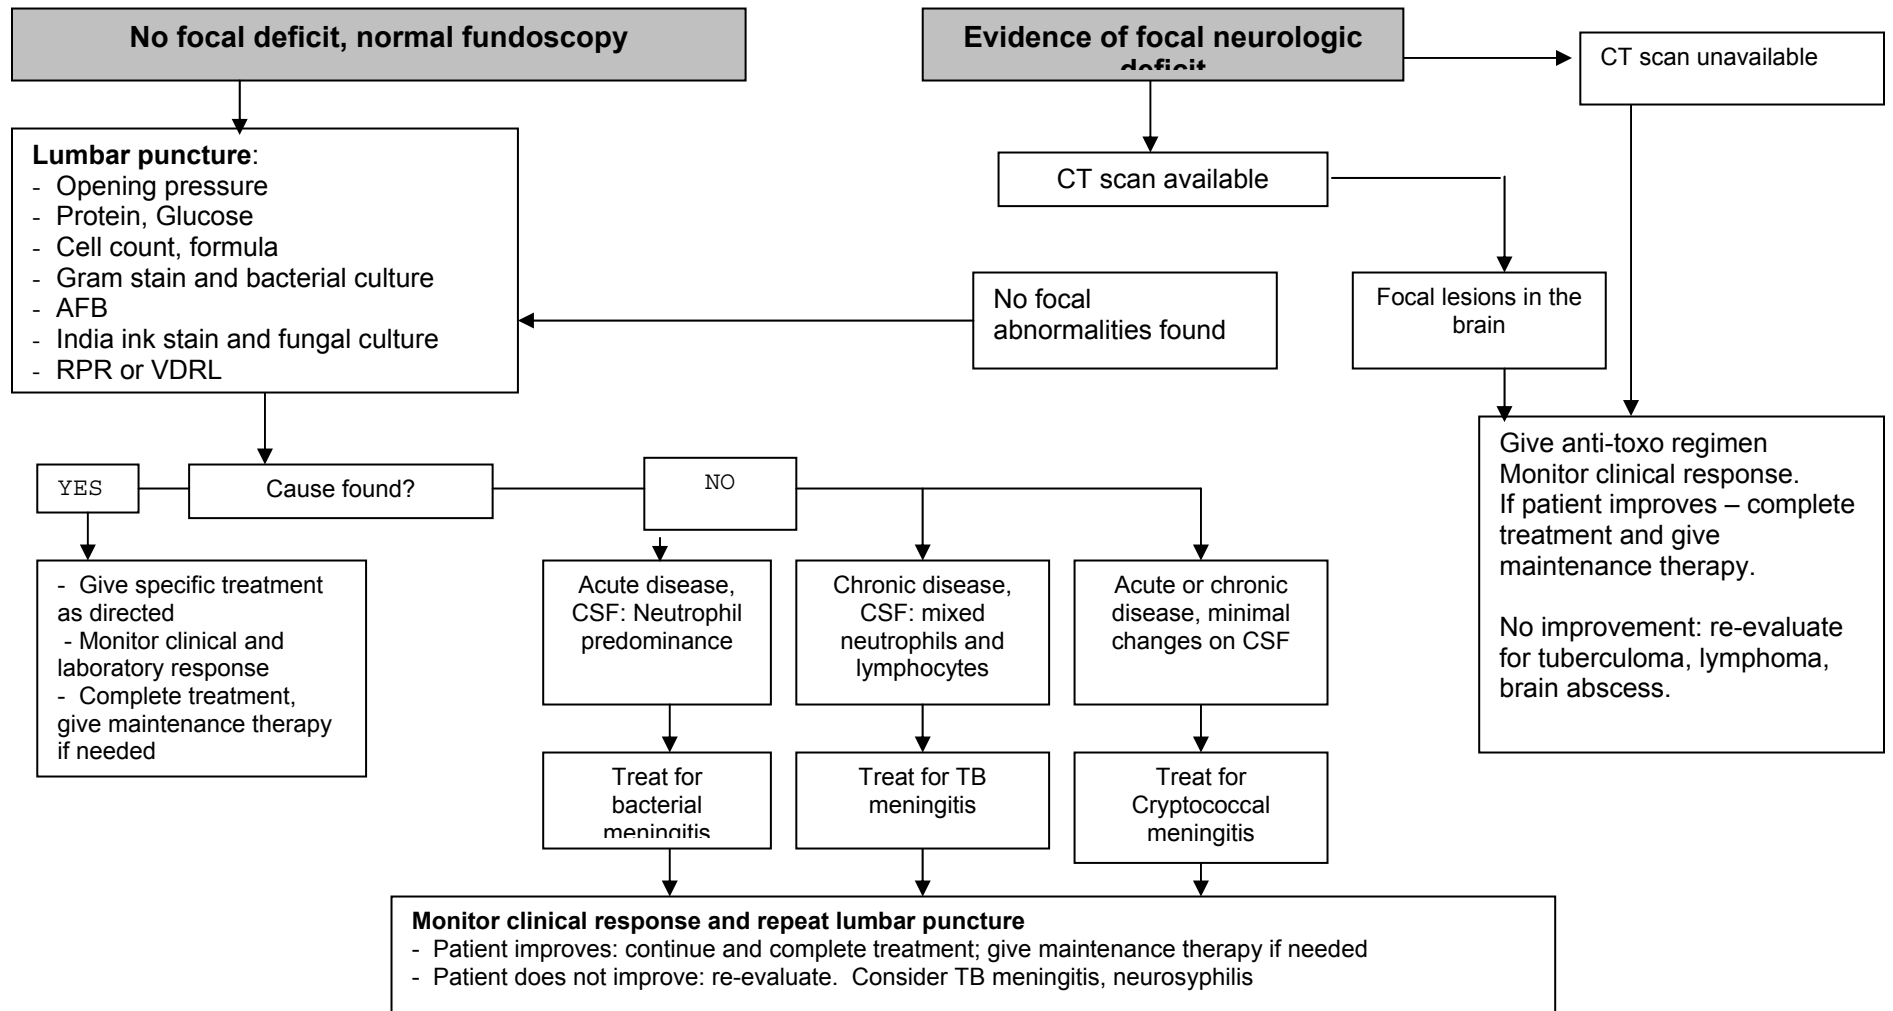 No focal deficit, normal fundoscopy
Evidence of focal neurologic
deficit
CT scan unavailable
Lumbar puncture:
- Opening pressure
- Protein, Glucose
- Cell count, formula
- Gram stain and bacterial culture
- AFB
- India ink stain and fungal culture
- RPR or VDRL
CT scan available
No focal
abnormalities found
Focal lesions in the
brain
Give anti-toxo regimen
Monitor clinical response.
If patient improves – complete
treatment and give
maintenance therapy.
No improvement: re-evaluate
for tuberculoma, lymphoma,
brain abscess.
YES
Cause found?
NO
- Give specific treatment
as directed
- Monitor clinical and
laboratory response
- Complete treatment,
give maintenance therapy
if needed
Acute disease,
CSF: Neutrophil
predominance
Chronic disease,
CSF: mixed
neutrophils and
lymphocytes
Acute or chronic
disease, minimal
changes on CSF
Treat for
bacterial
meningitis
Treat for TB
meningitis
Treat for
Cryptococcal
meningitis
Monitor clinical response and repeat lumbar puncture
- Patient improves: continue and complete treatment; give maintenance therapy if needed
- Patient does not improve: re-evaluate. Consider TB meningitis, neurosyphilis